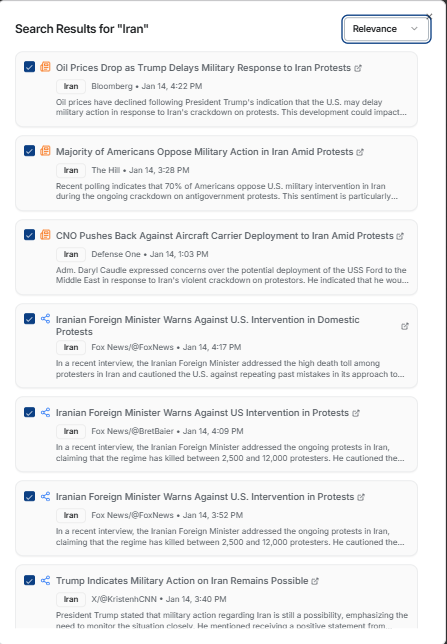 Search Results for "Iran"
Relevance
Oil Prices Drop as Trump Delays Military Response to Iran Protests
Iran Bloomberg • Jan 14, 4:22 PM
Oil prices have declined following President Trump's indication that the U.S. may delay
military action in response to Iran's crackdown on protests. This development could impact...
Majority of Americans Oppose Military Action in Iran Amid Protests
Iran The Hill • Jan 14, 3:28 PM
Recent polling indicates that 70% of Americans oppose U.S. military intervention in Iran
during the ongoing crackdown on antigovernment protests. This sentiment is particularly...
CNO Pushes Back Against Aircraft Carrier Deployment to Iran Amid Protests
Iran Defense One • Jan 14, 1:03 PM
Adm. Daryl Caudle expressed concerns over the potential deployment of the USS Ford to the
Middle East in response to Iran's violent crackdown on protestors. He indicated that he wou...
Iranian Foreign Minister Warns Against U.S. Intervention in Domestic
Protests
Iran Fox News/@FoxNews • Jan 14, 4:17 PM
In a recent interview, the Iranian Foreign Minister addressed the high death toll among
protesters in Iran and cautioned the U.S. against repeating past mistakes in its approach to...
Iranian Foreign Minister Warns Against US Intervention in Protests
Iran Fox News/@BretBaier • Jan 14, 4:09 PM
In a recent interview, the Iranian Foreign Minister addressed the ongoing protests in Iran,
claiming that the regime has killed between 2,500 and 12,000 protesters. He cautioned the...
Iranian Foreign Minister Warns Against U.S. Intervention in Protests
Iran Fox News/@FoxNews • Jan 14, 3:52 PM
In a recent interview, the Iranian Foreign Minister addressed the ongoing protests in Iran,
claiming that the regime has killed between 2,500 and 12,000 protesters. He cautioned the...
Trump Indicates Military Action on Iran Remains Possible
Iran X/@KristenhCNN • Jan 14, 3:40 PM
President Trump stated that military action regarding Iran is still a possibility, emphasizing the
need to monitor the situation closely. He mentioned receiving a positive statement from...